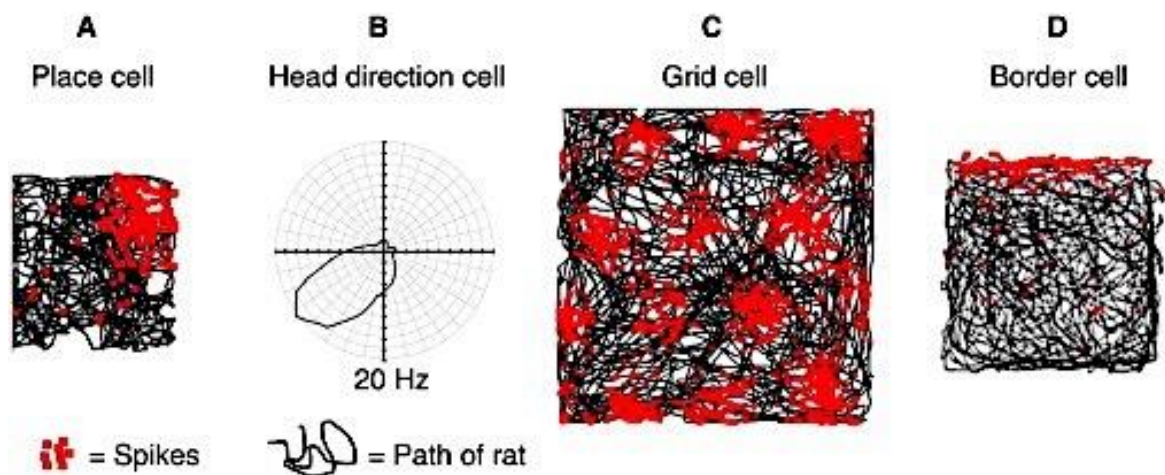 A
Place cell
B
Head direction cell
C
Grid cell
D
Border cell
20 Hz
= Spikes
= Path of rat